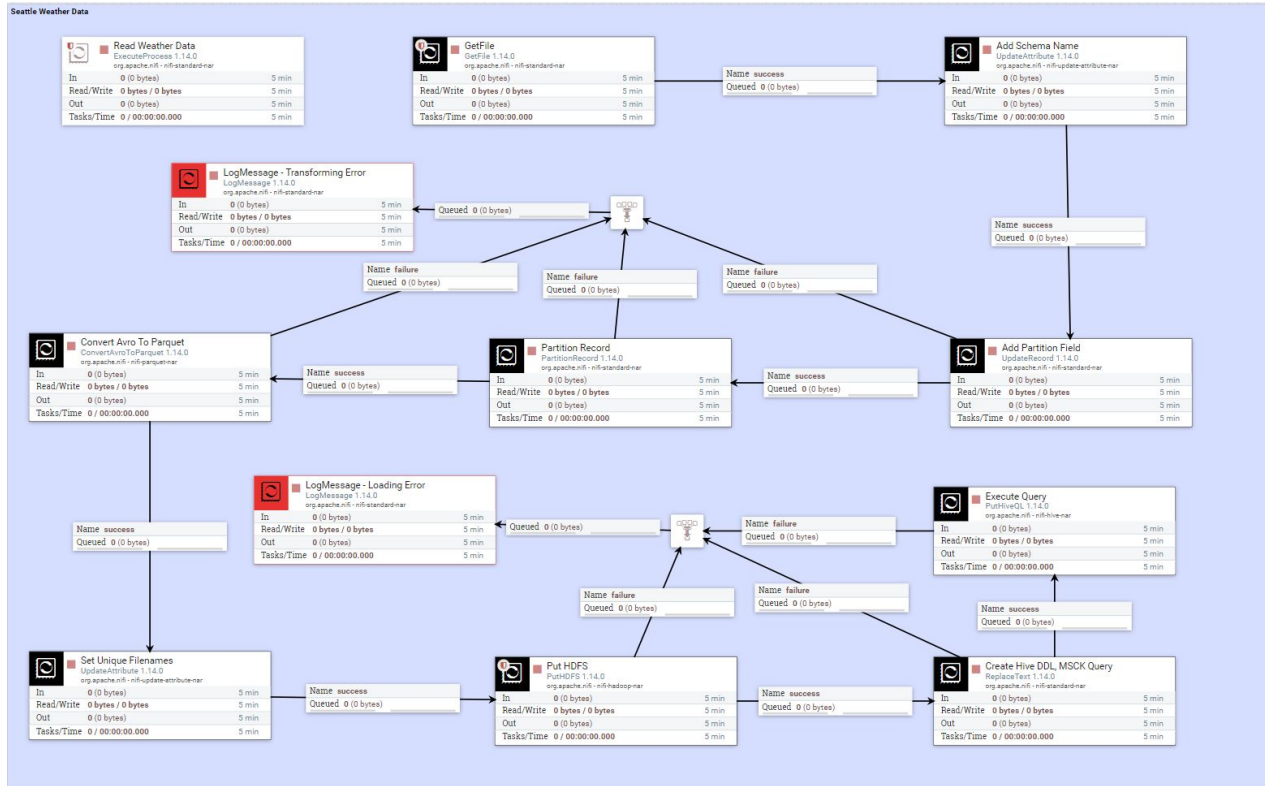 Seattle Weather Data
Read Weather Data
ExecuteProcess 1.14.0
org.apache.nifi - nifi-standard-nar
In 0 (0 bytes) 5 min
Read/Write 0 bytes / 0 bytes 5 min
Out 0 (0 bytes) 5 min
Tasks/Time 0 / 00:00:00.000 5 min
GetFile
GetFile 1.14.0
org.apache.nifi - nifi-standard-nar
In 0 (0 bytes) 5 min
Read/Write 0 bytes / 0 bytes 5 min
Out 0 (0 bytes) 5 min
Tasks/Time 0 / 00:00:00.000 5 min
Name success
Queued 0 (0 bytes)
Add Schema Name
UpdateAttribute 1.14.0
org.apache.nifi - nifi-update-attribute-nar
In 0 (0 bytes) 5 min
Read/Write 0 bytes / 0 bytes 5 min
Out 0 (0 bytes) 5 min
Tasks/Time 0 / 00:00:00.000 5 min
LogMessage - Transforming Error
LogMessage 1.14.0
org.apache.nifi - nifi-standard-nar
In 0 (0 bytes) 5 min
Read/Write 0 bytes / 0 bytes 5 min
Out 0 (0 bytes) 5 min
Tasks/Time 0 / 00:00:00.000 5 min
Queued 0 (0 bytes)
Name success
Queued 0 (0 bytes)
Name failure
Queued 0 (0 bytes)
Name failure
Queued 0 (0 bytes)
Name failure
Queued 0 (0 bytes)
Convert Avro To Parquet
ConvertAvroToParquet 1.14.0
org.apache.nifi - nifi-parquet-nar
In 0 (0 bytes) 5 min
Read/Write 0 bytes / 0 bytes 5 min
Out 0 (0 bytes) 5 min
Tasks/Time 0 / 00:00:00.000 5 min
Name success
Queued 0 (0 bytes)
Partition Record
PartitionRecord 1.14.0
org.apache.nifi - nifi-standard-nar
In 0 (0 bytes) 5 min
Read/Write 0 bytes / 0 bytes 5 min
Out 0 (0 bytes) 5 min
Tasks/Time 0 / 00:00:00.000 5 min
Name success
Queued 0 (0 bytes)
Add Partition Field
UpdateRecord 1.14.0
org.apache.nifi - nifi-standard-nar
In 0 (0 bytes) 5 min
Read/Write 0 bytes / 0 bytes 5 min
Out 0 (0 bytes) 5 min
Tasks/Time 0 / 00:00:00.000 5 min
LogMessage - Loading Error
LogMessage 1.14.0
org.apache.nifi - nifi-standard-nar
In 0 (0 bytes) 5 min
Read/Write 0 bytes / 0 bytes 5 min
Out 0 (0 bytes) 5 min
Tasks/Time 0 / 00:00:00.000 5 min
Queued 0 (0 bytes)
Name failure
Queued 0 (0 bytes)
Execute Query
PutHiveQL 1.14.0
org.apache.nifi - nifi-hive-nar
In 0 (0 bytes) 5 min
Read/Write 0 bytes / 0 bytes 5 min
Out 0 (0 bytes) 5 min
Tasks/Time 0 / 00:00:00.000 5 min
Name success
Queued 0 (0 bytes)
Name failure
Queued 0 (0 bytes)
Name failure
Queued 0 (0 bytes)
Name success
Queued 0 (0 bytes)
Set Unique Filenames
UpdateAttribute 1.14.0
org.apache.nifi - nifi-update-attribute-nar
In 0 (0 bytes) 5 min
Read/Write 0 bytes / 0 bytes 5 min
Out 0 (0 bytes) 5 min
Tasks/Time 0 / 00:00:00.000 5 min
Name success
Queued 0 (0 bytes)
Put HDFS
PutHDFS 1.14.0
org.apache.nifi - nifi-hadoop-nar
In 0 (0 bytes) 5 min
Read/Write 0 bytes / 0 bytes 5 min
Out 0 (0 bytes) 5 min
Tasks/Time 0 / 00:00:00.000 5 min
Name success
Queued 0 (0 bytes)
Create Hive DDL, MSCK Query
ReplaceText 1.14.0
org.apache.nifi - nifi-standard-nar
In 0 (0 bytes) 5 min
Read/Write 0 bytes / 0 bytes 5 min
Out 0 (0 bytes) 5 min
Tasks/Time 0 / 00:00:00.000 5 min